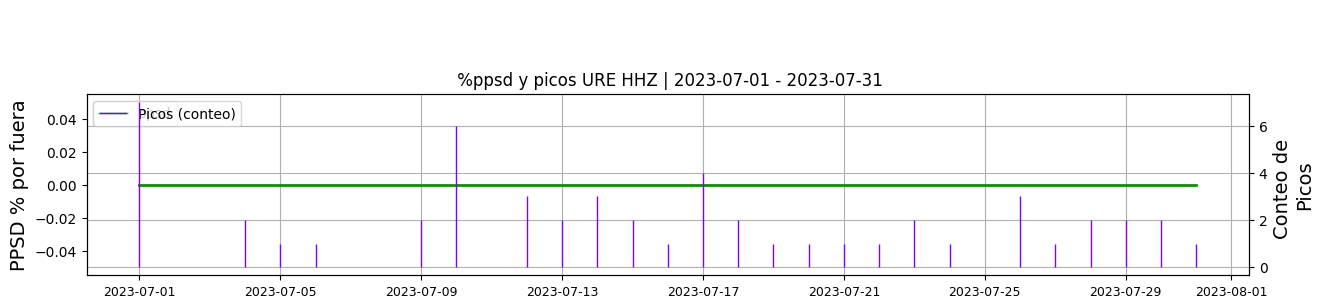 %ppsd y picos URE HHZ | 2023-07-01 - 2023-07-31
PPSD % por fuera
0.04
0.02
0.00
−0.02
−0.04
Picos (conteo)
6
4
2
0
Conteo de
Picos
2023-07-01 2023-07-05 2023-07-09 2023-07-13 2023-07-17 2023-07-21 2023-07-25 2023-07-29 2023-08-01